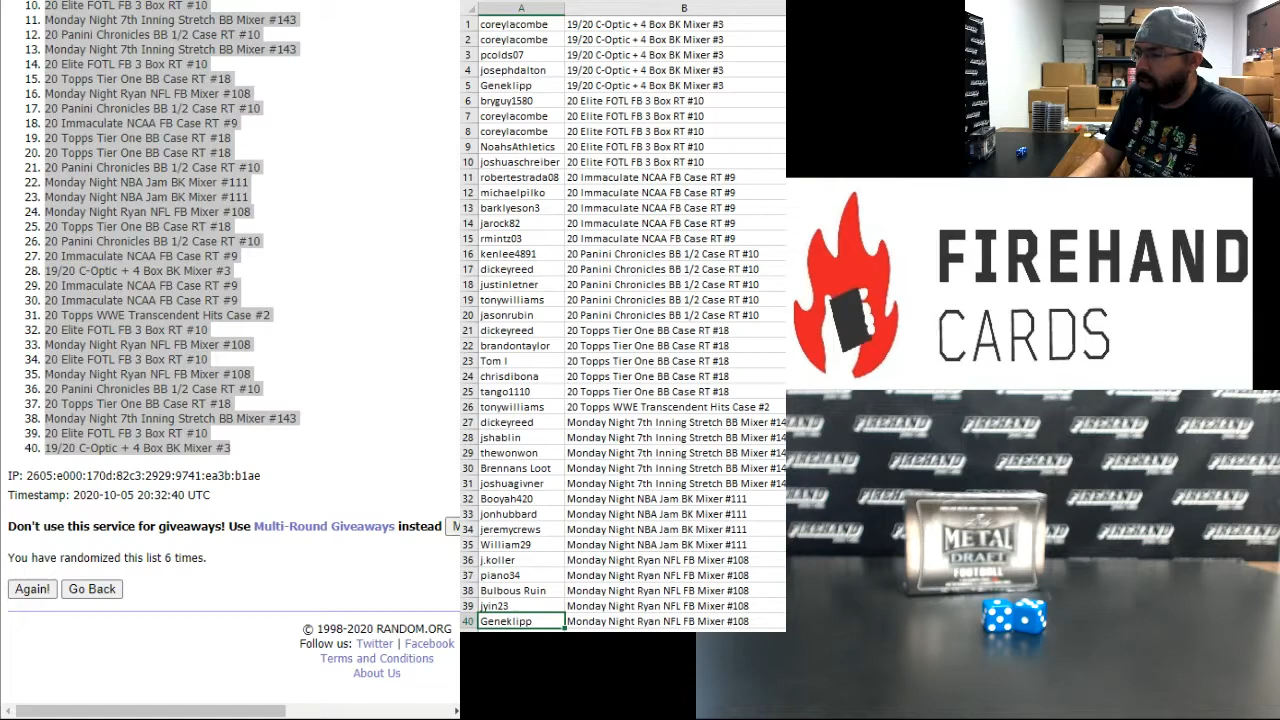 10. 20 Elite FOTL FB 3 Box RT #10
11. Monday Night 7th Inning Stretch BB Mixer #143
12. 20 Panini Chronicles BB 1/2 Case RT #10
13. Monday Night 7th Inning Stretch BB Mixer #143
14. 20 Elite FOTL FB 3 Box RT #10
15. 20 Topps Tier One BB Case RT #18
16. Monday Night Ryan NFL FB Mixer #108
17. 20 Panini Chronicles BB 1/2 Case RT #10
18. 20 Immaculate NCAA FB Case RT #9
19. 20 Topps Tier One BB Case RT #18
20. 20 Topps Tier One BB Case RT #18
21. 20 Panini Chronicles BB 1/2 Case RT #10
22. Monday Night NBA Jam BK Mixer #111
23. Monday Night NBA Jam BK Mixer #111
24. Monday Night Ryan NFL FB Mixer #108
25. 20 Topps Tier One BB Case RT #18
26. 20 Panini Chronicles BB 1/2 Case RT #10
27. 20 Immaculate NCAA FB Case RT #9
28. 19/20 C-Optic + 4 Box BK Mixer #3
29. 20 Immaculate NCAA FB Case RT #9
30. 20 Immaculate NCAA FB Case RT #9
31. 20 Topps WWE Transcendent Hits Case #2
32. 20 Elite FOTL FB 3 Box RT #10
33. Monday Night Ryan NFL FB Mixer #108
34. 20 Elite FOTL FB 3 Box RT #10
35. Monday Night Ryan NFL FB Mixer #108
36. 20 Panini Chronicles BB 1/2 Case RT #10
37. 20 Topps Tier One BB Case RT #18
38. Monday Night 7th Inning Stretch BB Mixer #143
39. 20 Elite FOTL FB 3 Box RT #10
40. 19/20 C-Optic + 4 Box BK Mixer #3
IP: 2605:e000:170d:82c3:2929:9741:ea3b:b1ae
Timestamp: 2020-10-05 20:32:40 UTC
Don't use this service for giveaways! Use Multi-Round Giveaways instead
You have randomized this list 6 times.
Again! Go Back
© 1998-2020 RANDOM.ORG
Follow us: Twitter | Facebook
Terms and Conditions
About Us
A B
1 coreylacombe 19/20 C-Optic + 4 Box BK Mixer #3
2 coreylacombe 19/20 C-Optic + 4 Box BK Mixer #3
3 pcolds07 19/20 C-Optic + 4 Box BK Mixer #3
4 josephdalton 19/20 C-Optic + 4 Box BK Mixer #3
5 Geneklipp 19/20 C-Optic + 4 Box BK Mixer #3
6 bryguy1580 20 Elite FOTL FB 3 Box RT #10
7 coreylacombe 20 Elite FOTL FB 3 Box RT #10
8 coreylacombe 20 Elite FOTL FB 3 Box RT #10
9 NoahsAthletics 20 Elite FOTL FB 3 Box RT #10
10 joshuaschreiber 20 Elite FOTL FB 3 Box RT #10
11 robertestrada08 20 Immaculate NCAA FB Case RT #9
12 michaelpilko 20 Immaculate NCAA FB Case RT #9
13 barklyeson3 20 Immaculate NCAA FB Case RT #9
14 jarock82 20 Immaculate NCAA FB Case RT #9
15 rmintz03 20 Immaculate NCAA FB Case RT #9
16 kenlee4891 20 Panini Chronicles BB 1/2 Case RT #10
17 dickeyreed 20 Panini Chronicles BB 1/2 Case RT #10
18 justinletner 20 Panini Chronicles BB 1/2 Case RT #10
19 tonywilliams 20 Panini Chronicles BB 1/2 Case RT #10
20 jasonrubin 20 Panini Chronicles BB 1/2 Case RT #10
21 dickeyreed 20 Topps Tier One BB Case RT #18
22 brandontaylor 20 Topps Tier One BB Case RT #18
23 Tom I 20 Topps Tier One BB Case RT #18
24 chrisdibona 20 Topps Tier One BB Case RT #18
25 tango1110 20 Topps Tier One BB Case RT #18
26 tonywilliams 20 Topps WWE Transcendent Hits Case #2
27 dickeyreed Monday Night 7th Inning Stretch BB Mixer #14
28 jshablin Monday Night 7th Inning Stretch BB Mixer #14
29 thewonwon Monday Night 7th Inning Stretch BB Mixer #14
30 Brennans Loot Monday Night 7th Inning Stretch BB Mixer #14
31 joshuagivner Monday Night 7th Inning Stretch BB Mixer #14
32 Booyah420 Monday Night NBA Jam BK Mixer #111
33 jonhubbard Monday Night NBA Jam BK Mixer #111
34 jeremycrews Monday Night NBA Jam BK Mixer #111
35 William29 Monday Night NBA Jam BK Mixer #111
36 j.koller Monday Night Ryan NFL FB Mixer #108
37 piano34 Monday Night Ryan NFL FB Mixer #108
38 Bulbous Ruin Monday Night Ryan NFL FB Mixer #108
39 jyin23 Monday Night Ryan NFL FB Mixer #108
40 Geneklipp Monday Night Ryan NFL FB Mixer #108
FIREHAND
CARDS
FIREHAND
METAL
DRAFT
FOOTBALL